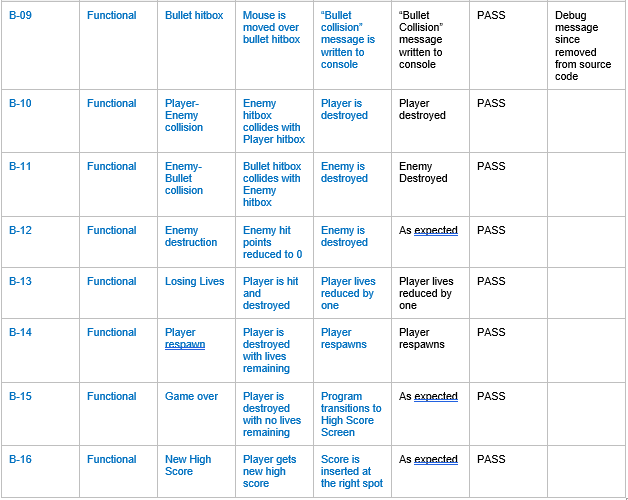 B-09 Functional Bullet hitbox Mouse is “Bullet “Bullet PASS Debug
moved over collision” Collision” message
bullet hitbox message is message since
written to written to removed
console console from source
code
B-10 Functional Player- Enemy Player is Player PASS
Enemy hitbox destroyed destroyed
collision collides with
Player hitbox
B-11 Functional Enemy- Bullet hitbox Enemy is Enemy PASS
Bullet collides with destroyed Destroyed
collision Enemy
hitbox
B-12 Functional Enemy Enemy hit Enemy is As expected PASS
destruction points destroyed
reduced to 0
B-13 Functional Losing Lives Player is hit Player lives Player lives PASS
and reduced by reduced by
destroyed one one
B-14 Functional Player Player is Player Player PASS
respawn destroyed respawns respawns
with lives
remaining
B-15 Functional Game over Player is Program As expected PASS
destroyed transitions to
with no lives High Score
remaining Screen
B-16 Functional New High Player gets Score is As expected PASS
Score new high inserted at
score the right spot